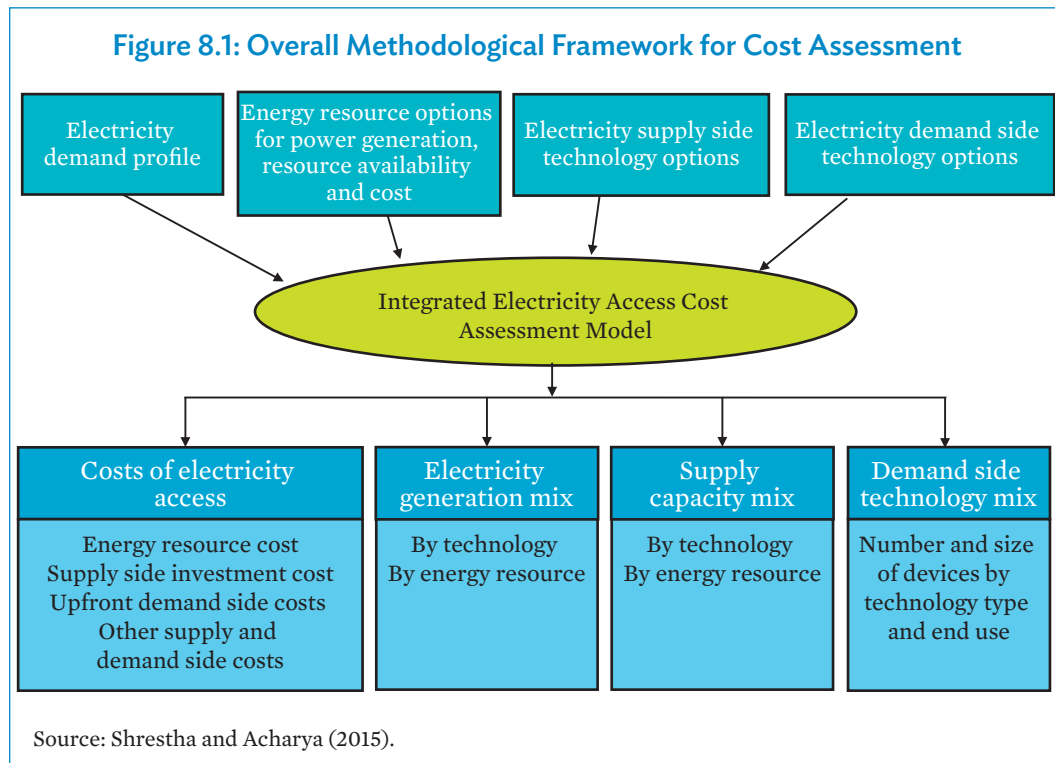 Figure 8.1: Overall Methodological Framework for Cost Assessment
Electricity
demand profile
Energy resource options
for power generation,
resource availability
and cost
Electricity supply side
technology options
Electricity demand side
technology options
Integrated Electricity Access Cost
Assessment Model
Costs of electricity
access
Energy resource cost
Supply side investment cost
Upfront demand side costs
Other supply and
demand side costs
Electricity
generation mix
By technology
By energy resource
Supply
capacity mix
By technology
By energy resource
Demand side
technology mix
Number and size
of devices by
technology type
and end use
Source: Shrestha and Acharya (2015).